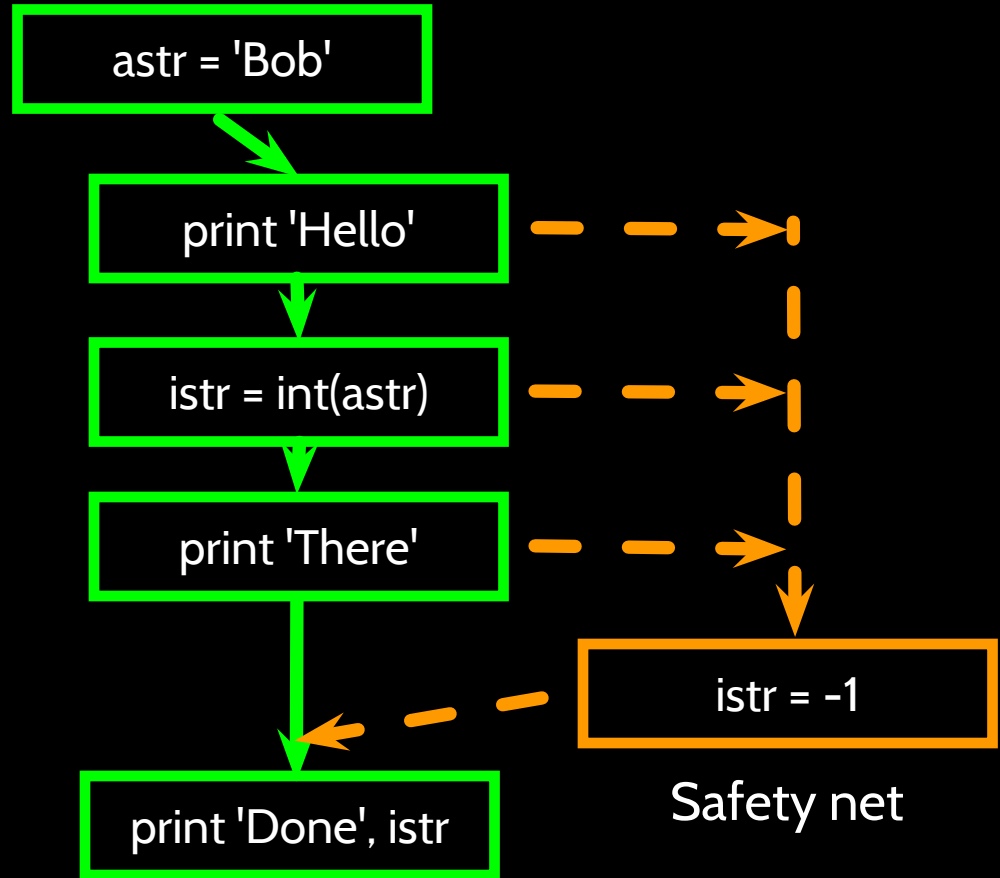 astr = 'Bob'
print 'Hello'
istr = int(astr)
print 'There'
istr = -1
Safety net
print 'Done', istr